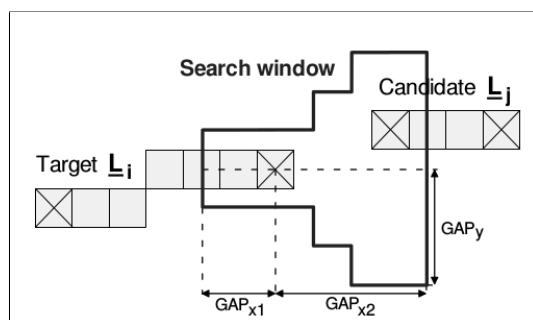 Search window
Candidate L_j
Target L_i
GAP_y
GAP_x1
GAP_x2